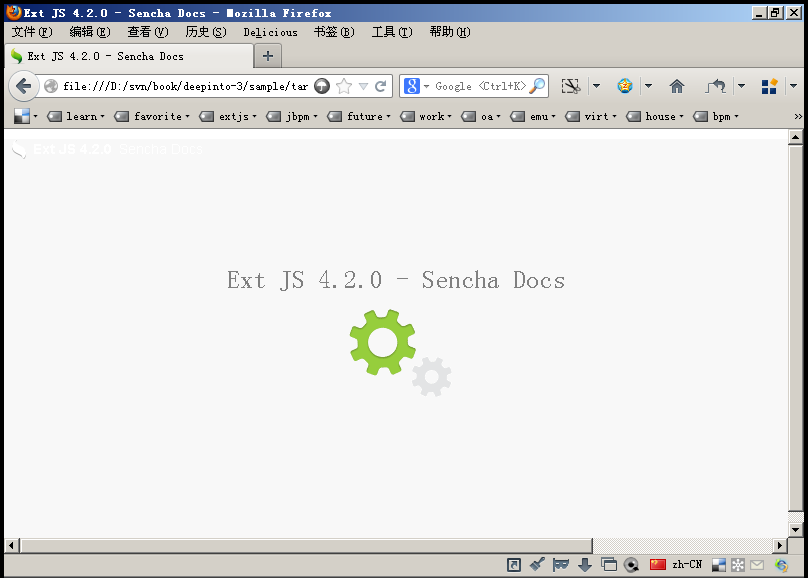 Ext JS 4.2.0 - Sencha Docs - Mozilla Firefox
文件(F) 编辑(E) 查看(V) 历史(S) Delicious 书签(B) 工具(T) 帮助(H)
Ext JS 4.2.0 - Sencha Docs +
file:///D:/svn/book/deepinto-3/sample/tar 8 Google <Ctrl+K>
learn favorite extjs jbpm future work oa emu virt house bpm »
Ext JS 4.2.0 Sencha Docs
Ext JS 4.2.0 - Sencha Docs
zh-CN